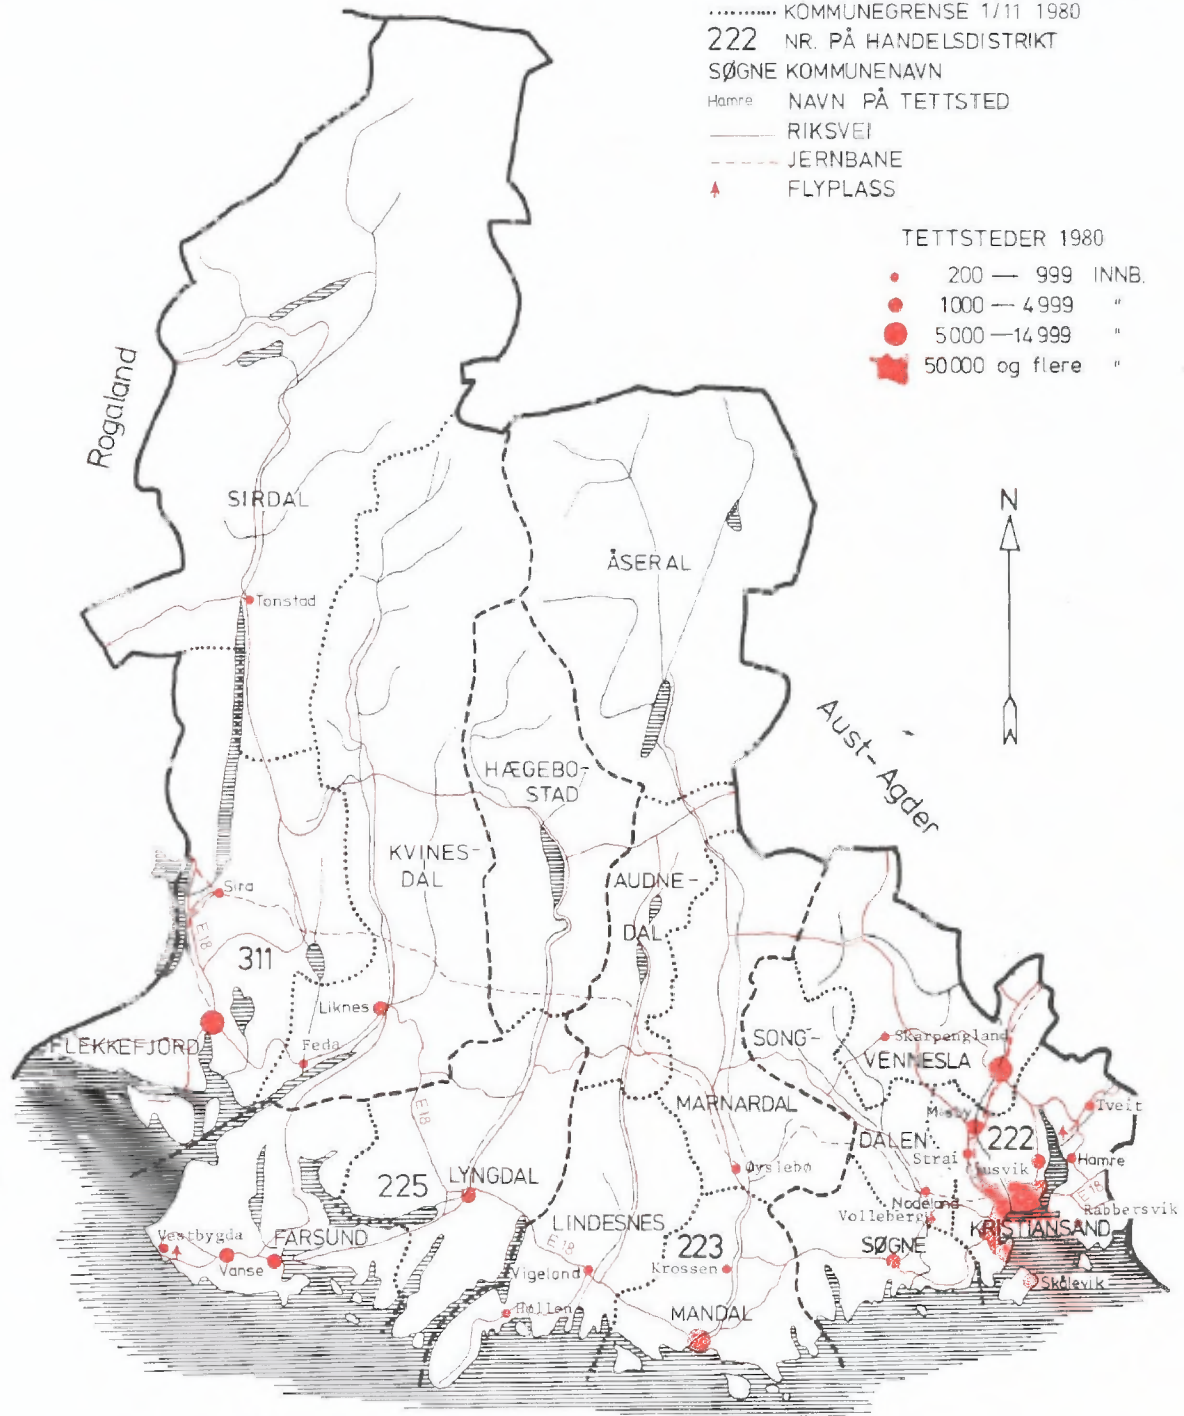 KOMMUNEGRENSE 1/11 1980
222 NR. PÅ HANDELSDISTRIKT
SØGNE KOMMUNENAVN
Hamre NAVN PÅ TETTSTED
RIKSVEI
JERNBANE
FLYPLASS
TETTSTEDER 1980
200 — 999 INNB.
1000 — 4999 "
5000 — 14999 "
50000 og flere "
Rogaland
SIRDAL
N
ÅSERAL
Tonstad
Aust-Agder
HÆGEBO-
STAD
KVINES-
DAL
AUDNE-
DAL
Sira
E18
311
Liknes
FLEKKEFJORD
Feda
SONG-
DALEN
Skarpengland
VENNESLA
E18
MARNARDAL
Mosby
Tveit
222
Strai
Hamre
Øyslebø
225
LYNGDAL
Nodeland
E18
Rabbersvik
Volleberg
KRISTIANSAND
LINDESNES
Vestbygda
FARSUND
Vanse
E18
223
SØGNE
Vigeland
Krossen
Skålevik
Høllen
MANDAL